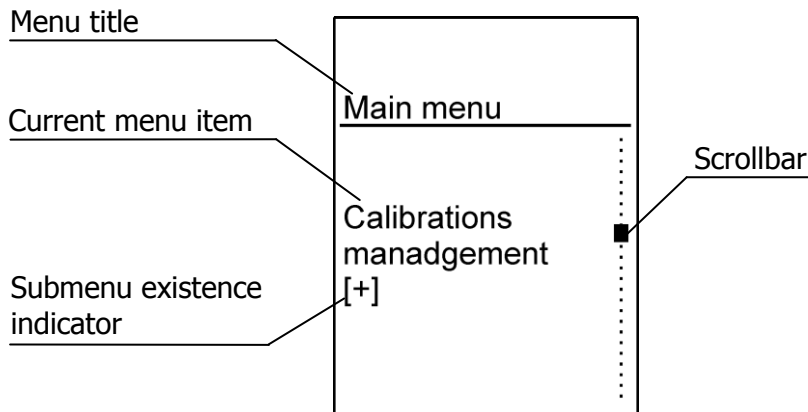 Menu title
Main menu
Current menu item
Scrollbar
Calibrations
manadgement
[+]
Submenu existence
indicator